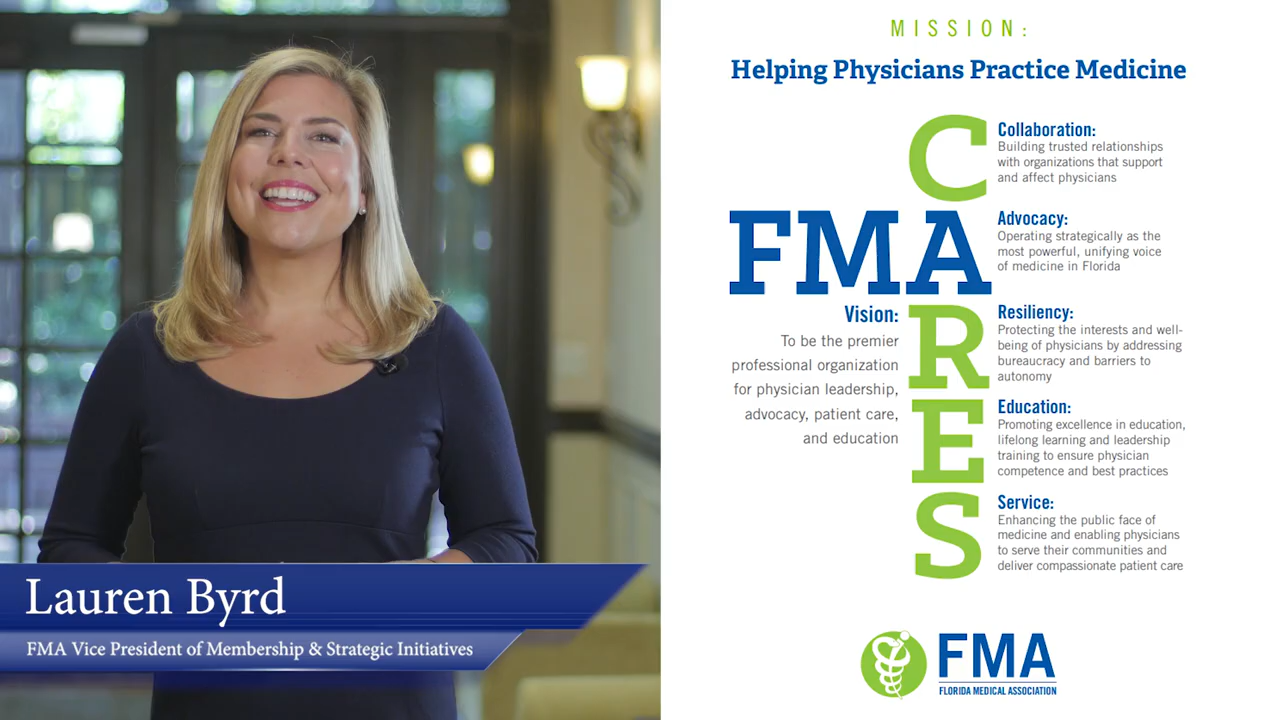 Lauren Byrd
FMA Vice President of Membership & Strategic Initiatives
MISSION:
Helping Physicians Practice Medicine
FMA
CARES
Vision:
To be the premier
professional organization
for physician leadership,
advocacy, patient care,
and education
Collaboration:
Building trusted relationships
with organizations that support
and affect physicians
Advocacy:
Operating strategically as the
most powerful, unifying voice
of medicine in Florida
Resiliency:
Protecting the interests and well-
being of physicians by addressing
bureaucracy and barriers to
autonomy
Education:
Promoting excellence in education,
lifelong learning and leadership
training to ensure physician
competence and best practices
Service:
Enhancing the public face of
medicine and enabling physicians
to serve their communities and
deliver compassionate patient care
FMA
FLORIDA MEDICAL ASSOCIATION